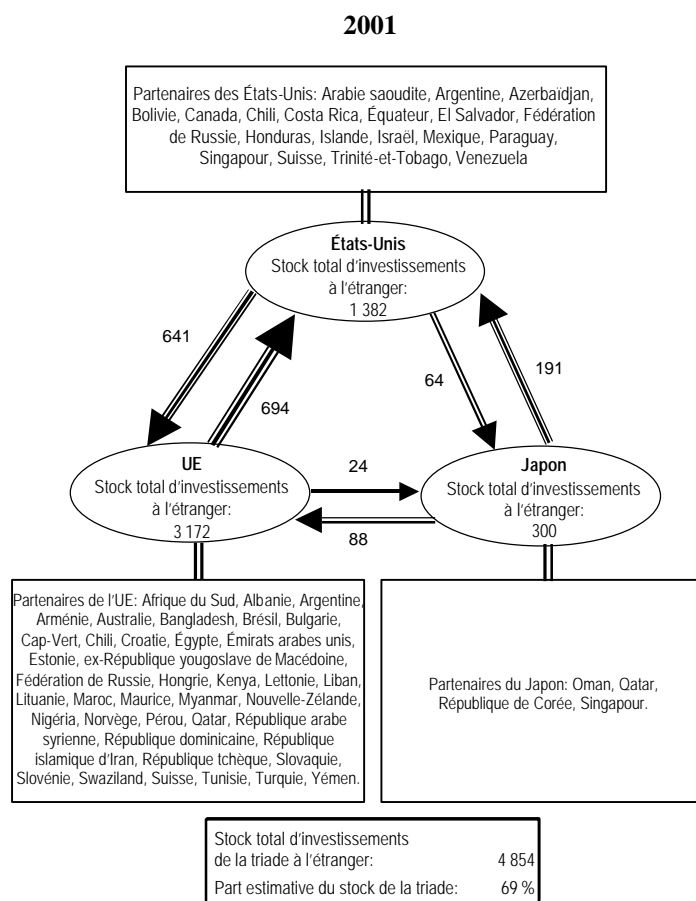 2001
Partenaires des États-Unis: Arabie saoudite, Argentine, Azerbaïdjan,
Bolivie, Canada, Chili, Costa Rica, Équateur, El Salvador, Fédération
de Russie, Honduras, Islande, Israël, Mexique, Paraguay,
Singapour, Suisse, Trinité-et-Tobago, Venezuela
États-Unis
Stock total d'investissements
à l'étranger:
1 382
641
694
64
191
UE
Stock total d'investissements
à l'étranger:
3 172
24
88
Japon
Stock total d'investissements
à l'étranger:
300
Partenaires de l'UE: Afrique du Sud, Albanie, Argentine,
Arménie, Australie, Bangladesh, Brésil, Bulgarie,
Cap-Vert, Chili, Croatie, Égypte, Émirats arabes unis,
Estonie, ex-République yougoslave de Macédoine,
Fédération de Russie, Hongrie, Kenya, Lettonie, Liban,
Lituanie, Maroc, Maurice, Myanmar, Nouvelle-Zélande,
Nigéria, Norvège, Pérou, Qatar, République arabe
syrienne, République dominicaine, République
islamique d'Iran, République tchèque, Slovaquie,
Slovénie, Swaziland, Suisse, Tunisie, Turquie, Yémen.
Partenaires du Japon: Oman, Qatar,
République de Corée, Singapour.
Stock total d'investissements
de la triade à l'étranger: 4 854
Part estimative du stock de la triade: 69 %